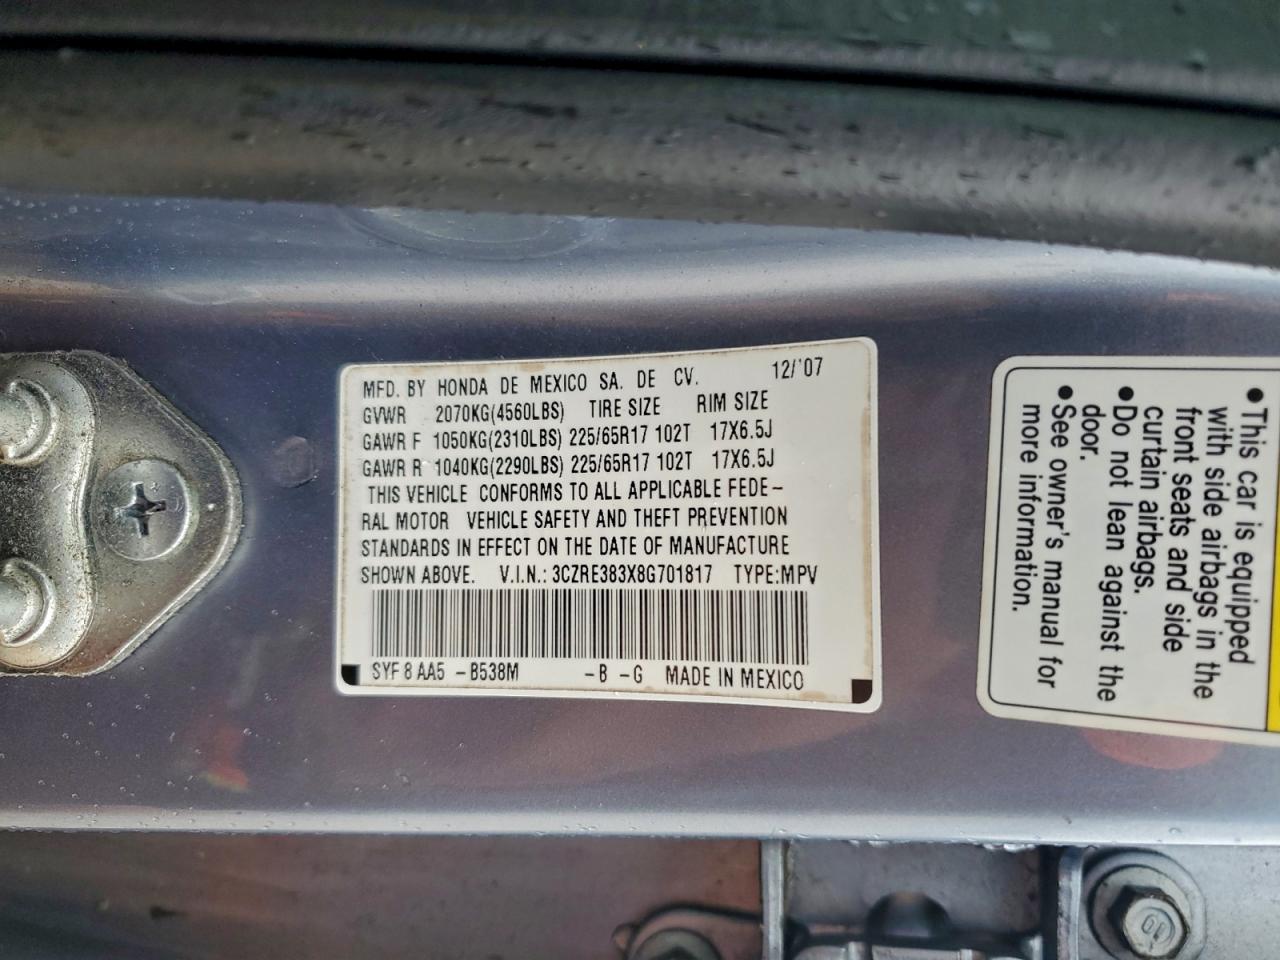 MFD. BY HONDA DE MEXICO SA. DE CV. 12/'07
GVWR 2070KG(4560LBS) TIRE SIZE RIM SIZE
GAWR F 1050KG(2310LBS) 225/65R17 102T 17X6.5J
GAWR R 1040KG(2290LBS) 225/65R17 102T 17X6.5J
THIS VEHICLE CONFORMS TO ALL APPLICABLE FEDE-
RAL MOTOR VEHICLE SAFETY AND THEFT PREVENTION
STANDARDS IN EFFECT ON THE DATE OF MANUFACTURE
SHOWN ABOVE. V.I.N.: 3CZRE383X8G701817 TYPE:MPV
SYF 8 AA5 -B538M -B -G MADE IN MEXICO
• This car is equipped
with side airbags in the
front seats and side
curtain airbags.
• Do not lean against the
door.
• See owner's manual for
more information.